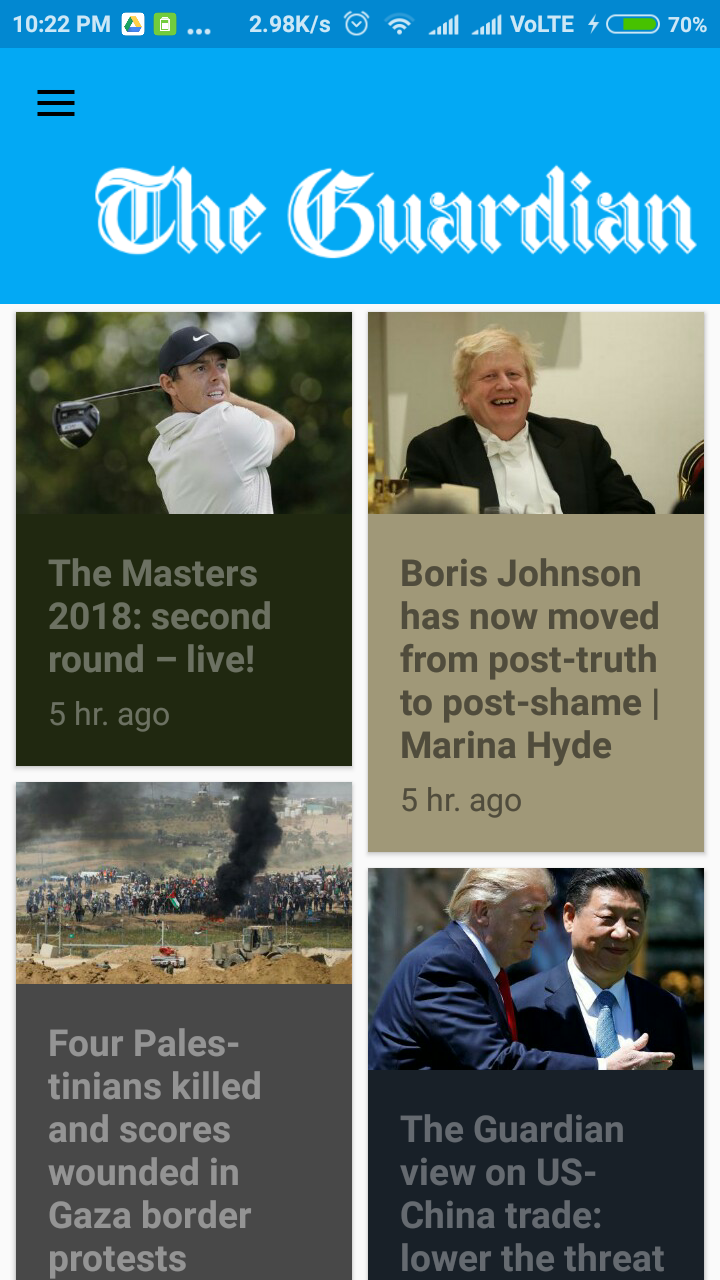 10:22 PM ... 2.98K/s VoLTE 70%
The Guardian
The Masters
2018: second
round – live!
5 hr. ago
Boris Johnson
has now moved
from post-truth
to post-shame |
Marina Hyde
5 hr. ago
Four Pales-
tinians killed
and scores
wounded in
Gaza border
protests
The Guardian
view on US-
China trade:
lower the threat